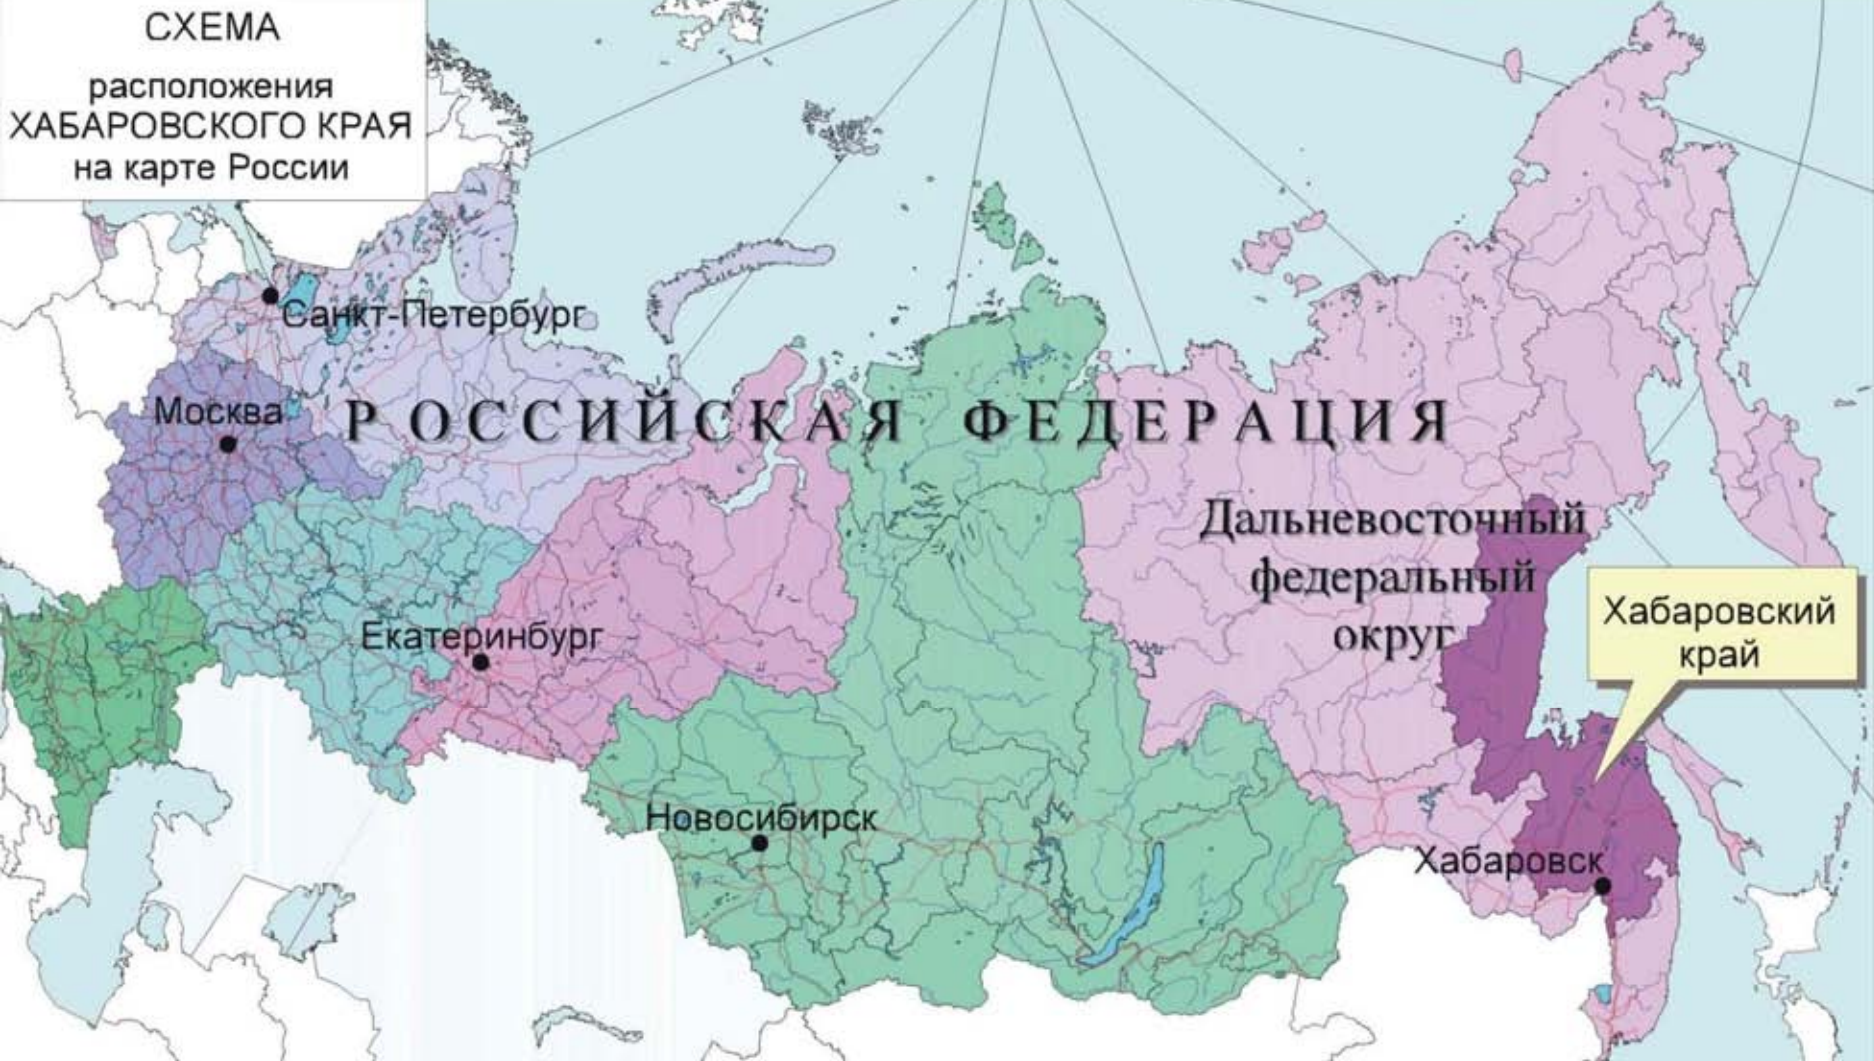 СХЕМА
расположения
ХАБАРОВСКОГО КРАЯ
на карте России
Санкт-Петербург
Москва
РОССИЙСКАЯ ФЕДЕРАЦИЯ
Дальневосточный
федеральный
округ
Хабаровский
край
Екатеринбург
Новосибирск
Хабаровск